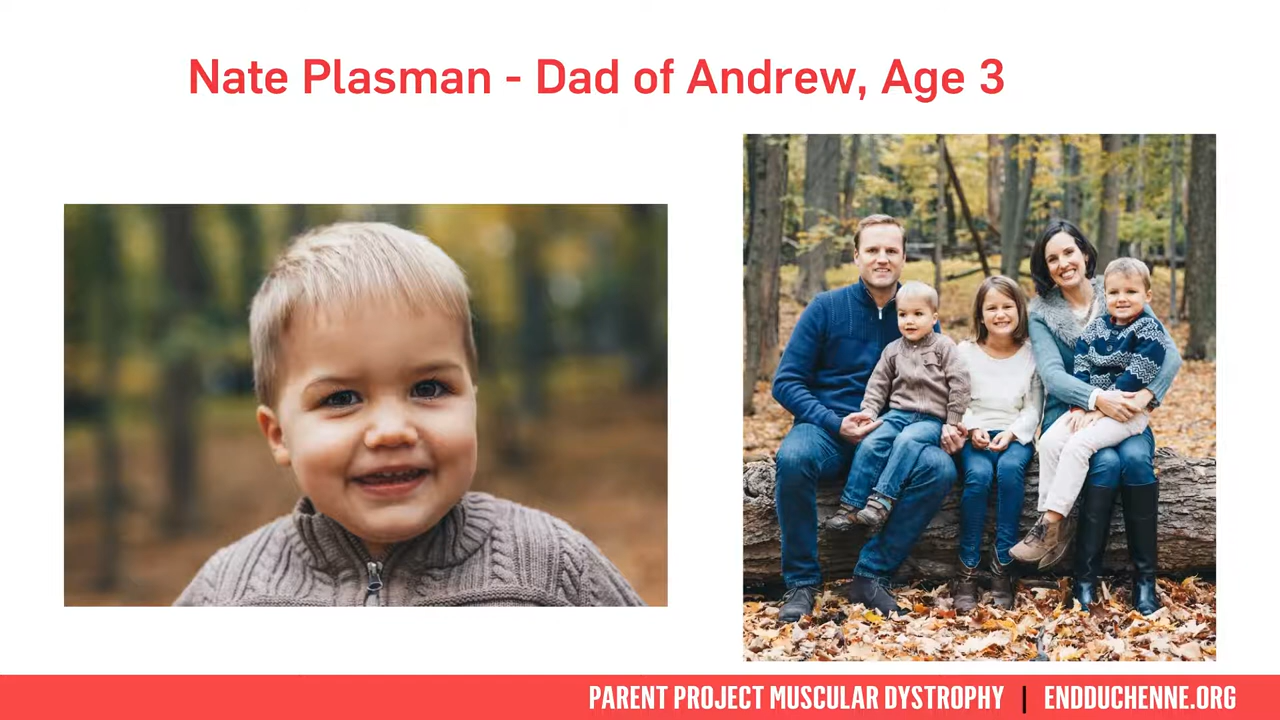 Nate Plasman - Dad of Andrew, Age 3
PARENT PROJECT MUSCULAR DYSTROPHY | ENDDUCHENNE.ORG